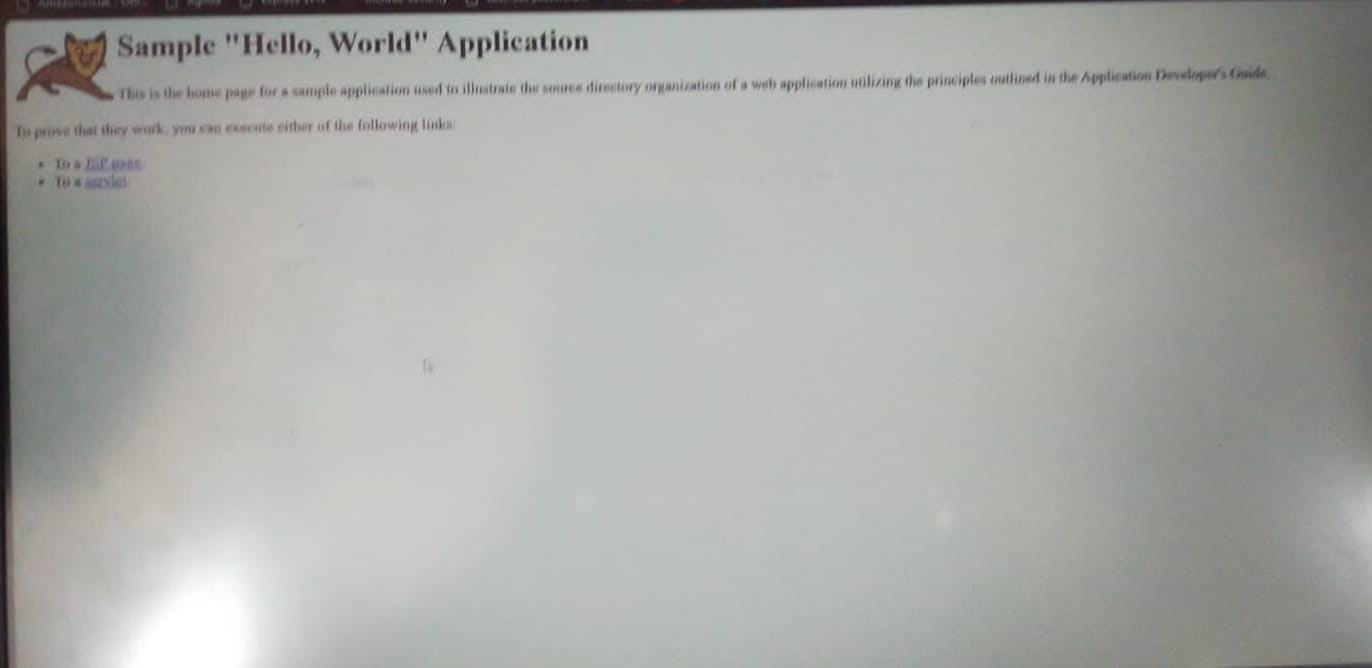 Sample "Hello, World" Application
This is the home page for a sample application used to illustrate the source directory organization of a web application utilizing the principles outlined in the Application Developer's Guide.
To prove that they work, you can execute either of the following links:
• To a JSP page.
• To a servlet.